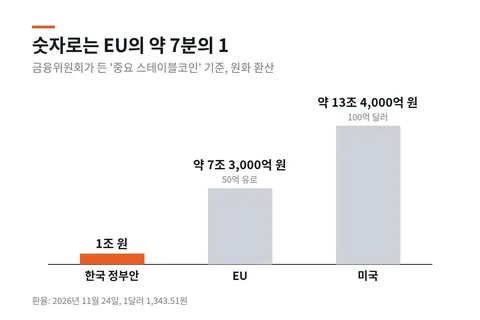 숫자로는 EU의 약 7분의 1
금융위원회가 든 '중요 스테이블코인' 기준, 원화 환산
약 13조 4,000억 원
100억 달러
약 7조 3,000억 원
50억 유로
1조 원
한국 정부안
EU
미국
환율: 2026년 11월 24일, 1달러 1,343.51원